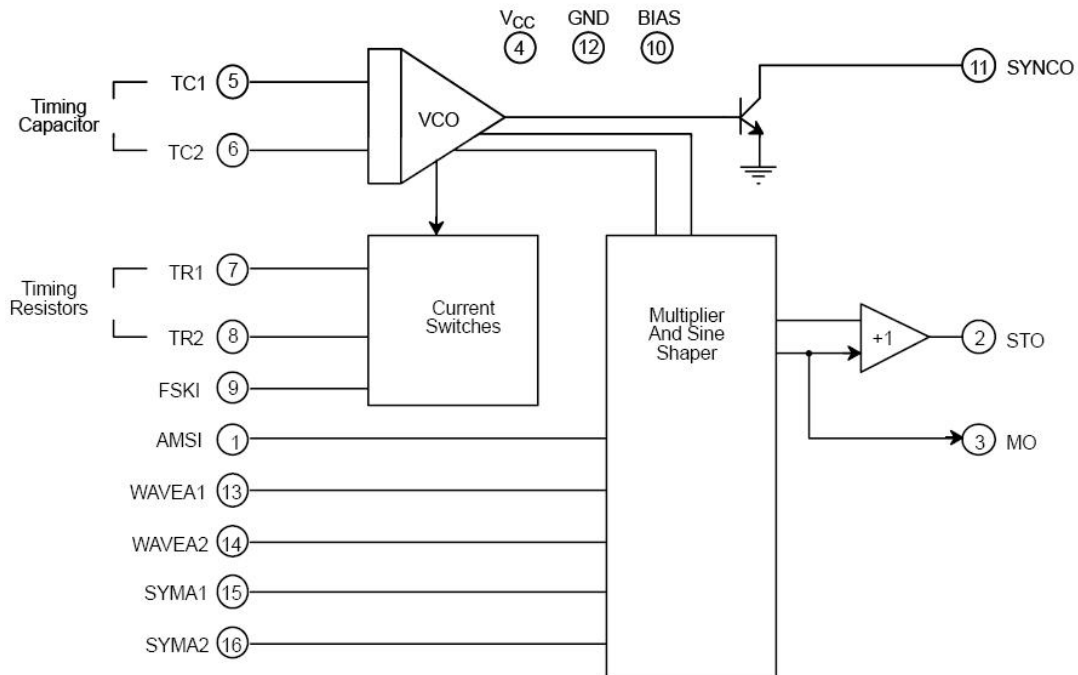 VCC GND BIAS
4 12 10
TC1 5
11 SYNCO
Timing
Capacitor
VCO
TC2 6
TR1 7
Timing
Resistors
Current
Switches
Multiplier
And Sine
Shaper
TR2 8
+1
2 STO
FSKI 9
AMSI 1
3 MO
WAVEA1 13
WAVEA2 14
SYMA1 15
SYMA2 16